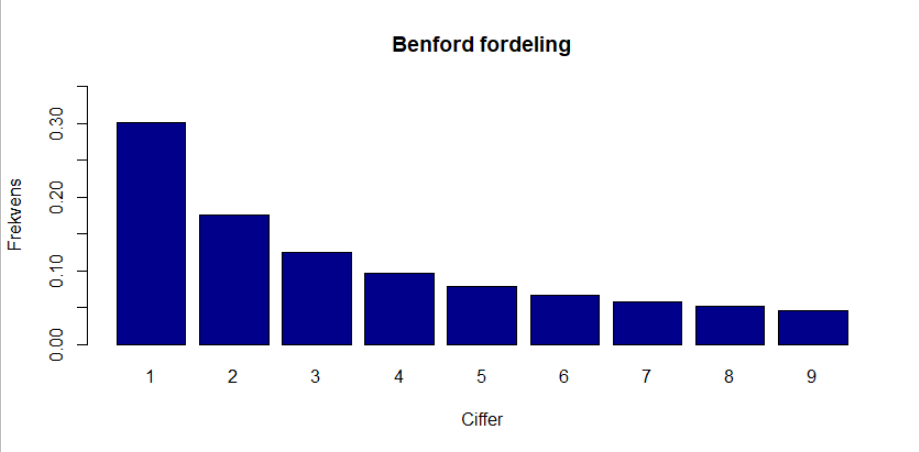 Benford fordeling
Frekvens
0.30
0.20
0.10
0.00
1 2 3 4 5 6 7 8 9
Ciffer